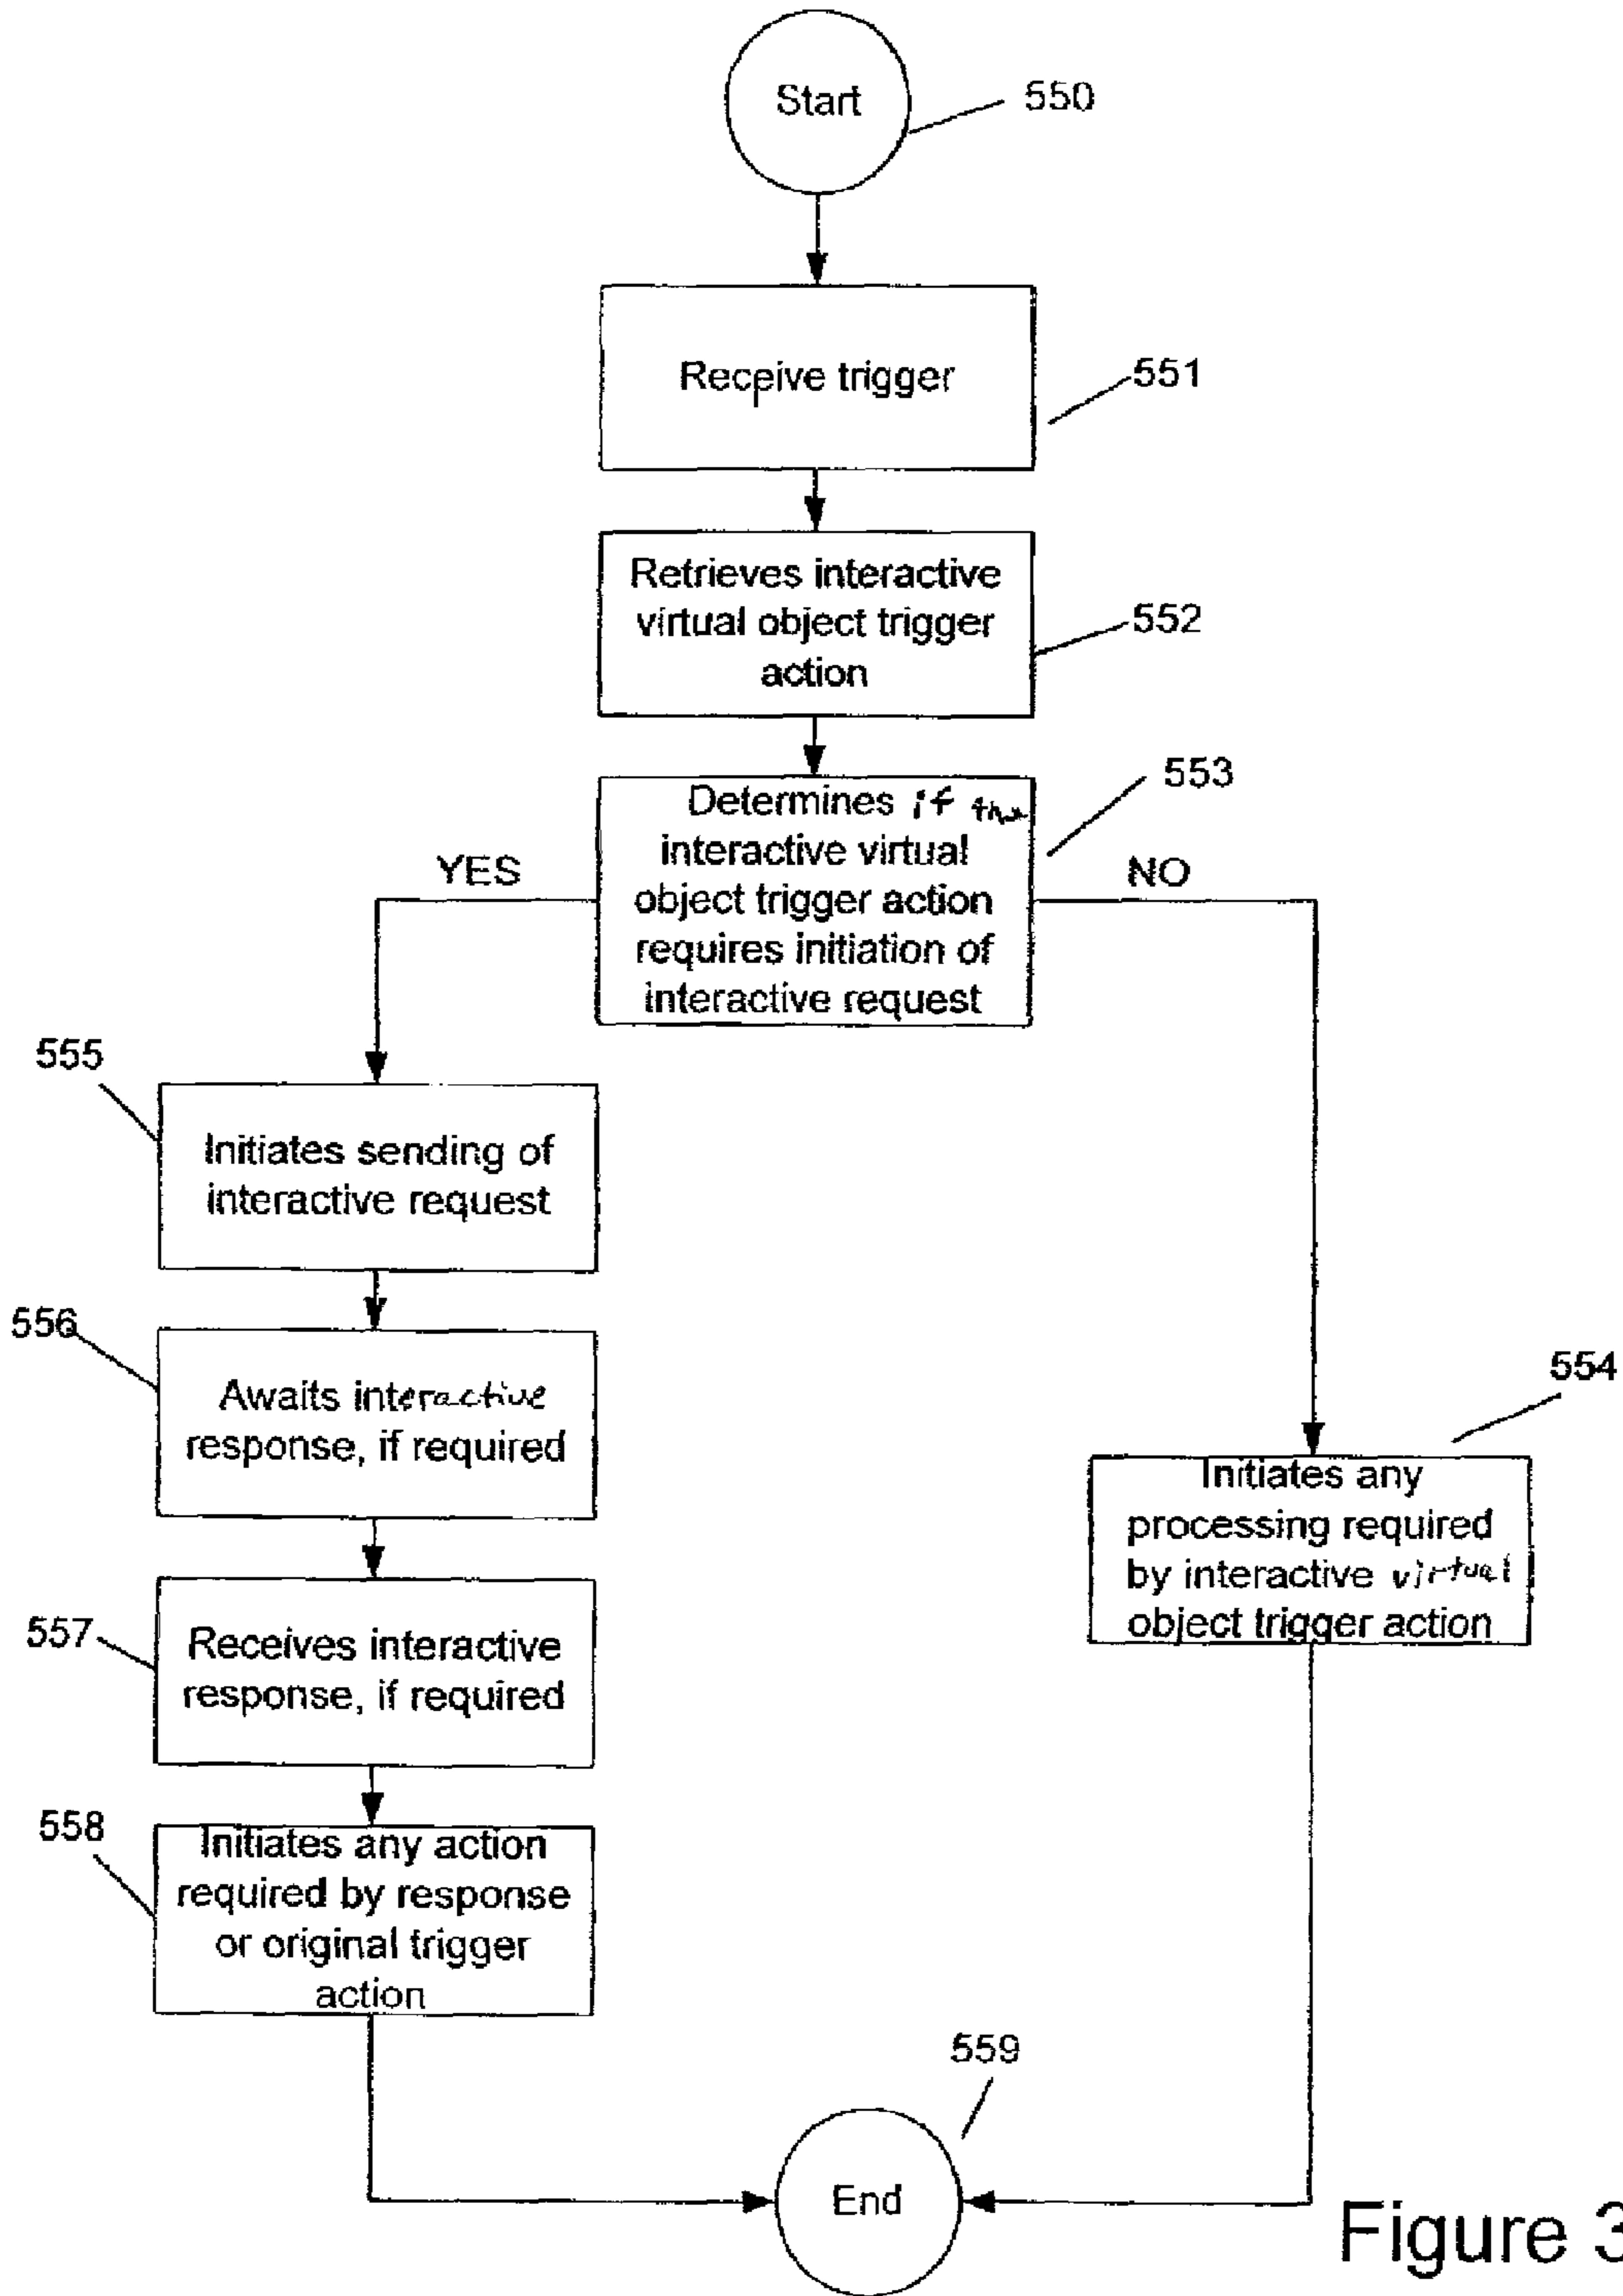 Start
550
Receive trigger
551
Retrieves interactive
virtual object trigger
action
552
Determines if the
interactive virtual
object trigger action
requires initiation of
interactive request
553
YES
NO
555
Initiates sending of
interactive request
556
Awaits interactive
response, if required
554
Initiates any
processing required
by interactive virtual
object trigger action
557
Receives interactive
response, if required
558
Initiates any action
required by response
or original trigger
action
559
End
Figure 3